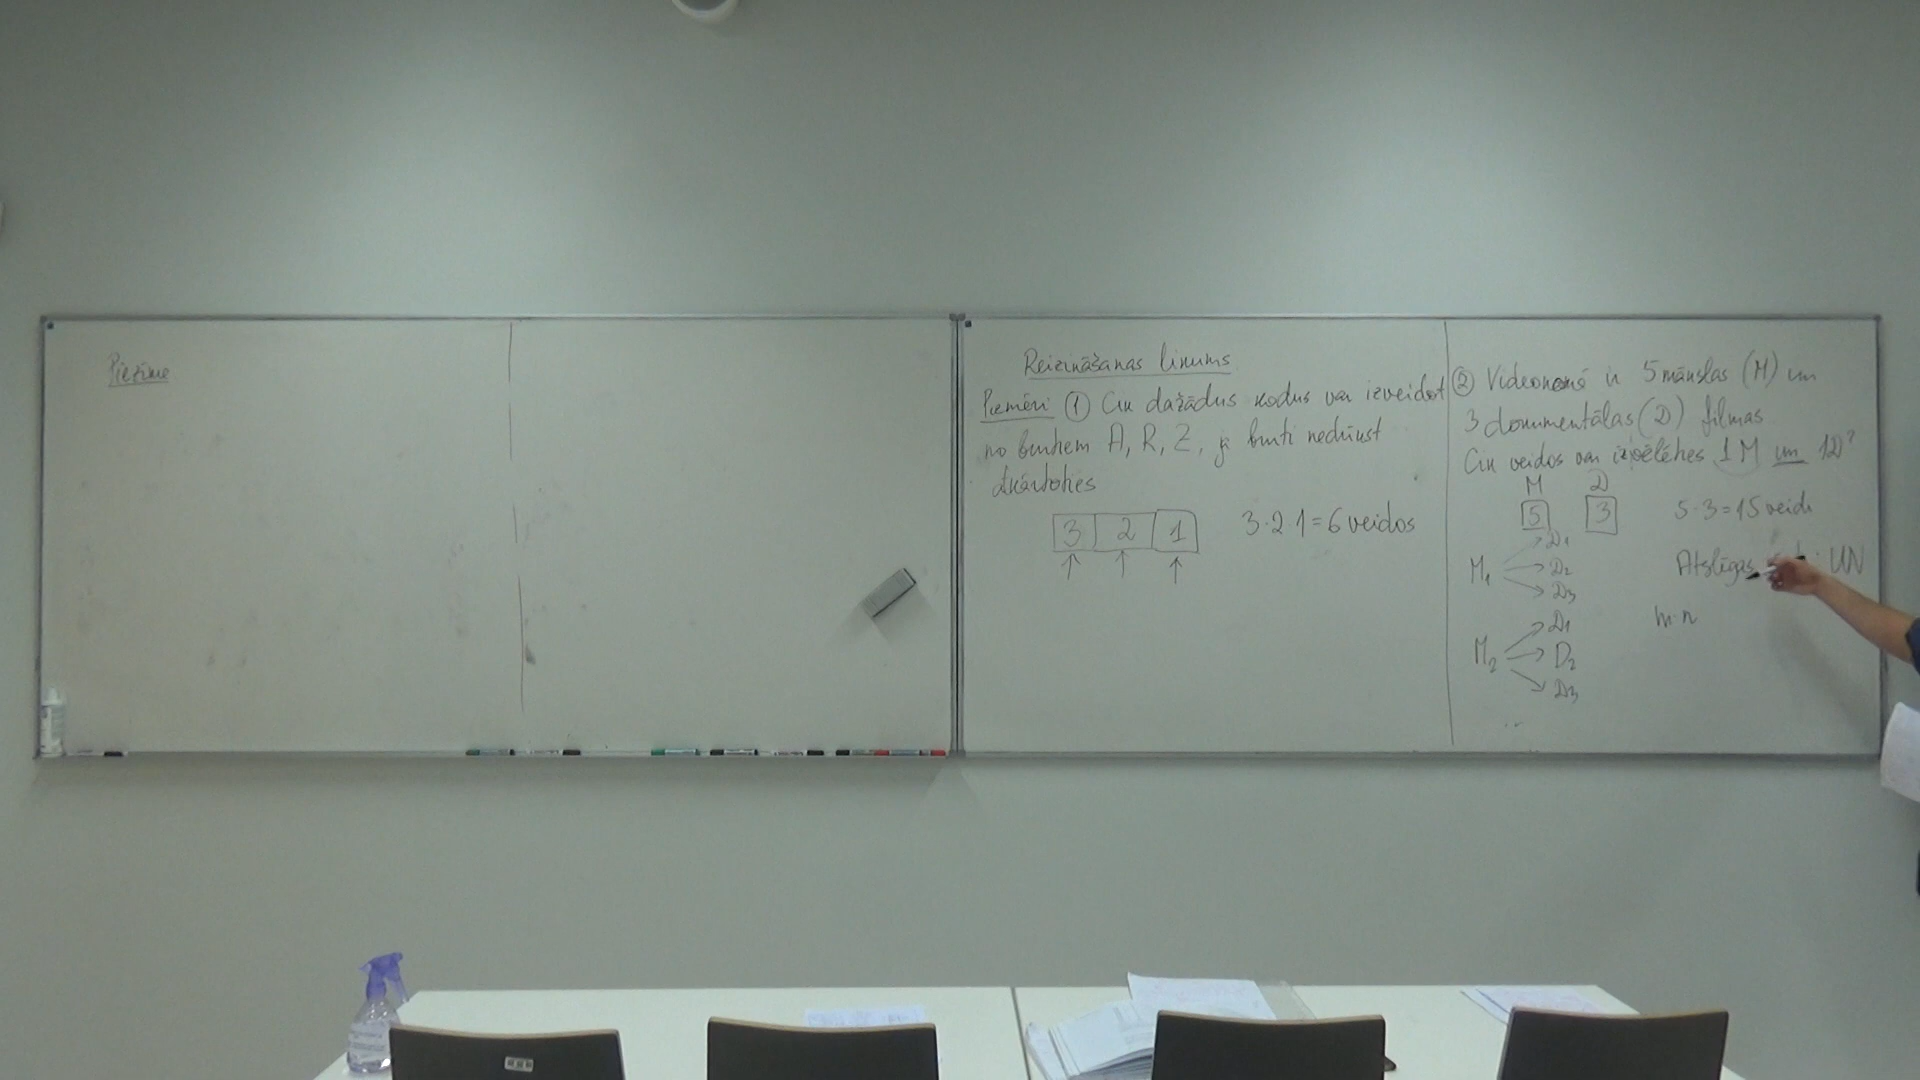 Piezīme
Reizināšanas likums
Piemēri ① Cik dažādus kodus var izveidot
no burtiem A, R, Z, ja burti nedrīkst
atkārtoties
3 2 1
3·2·1=6 veidos
② Videonomā ir 5 mākslas (M) un
3 dokumentālās (D) filmas
Cik veidos var izvēlēties 1M un 1D?
M D
5 3
5·3=15 veidi
M₁ D₁
D₂
D₃
Atslēgas : UN
m·n
M₂ D₁
D₂
D₃
...